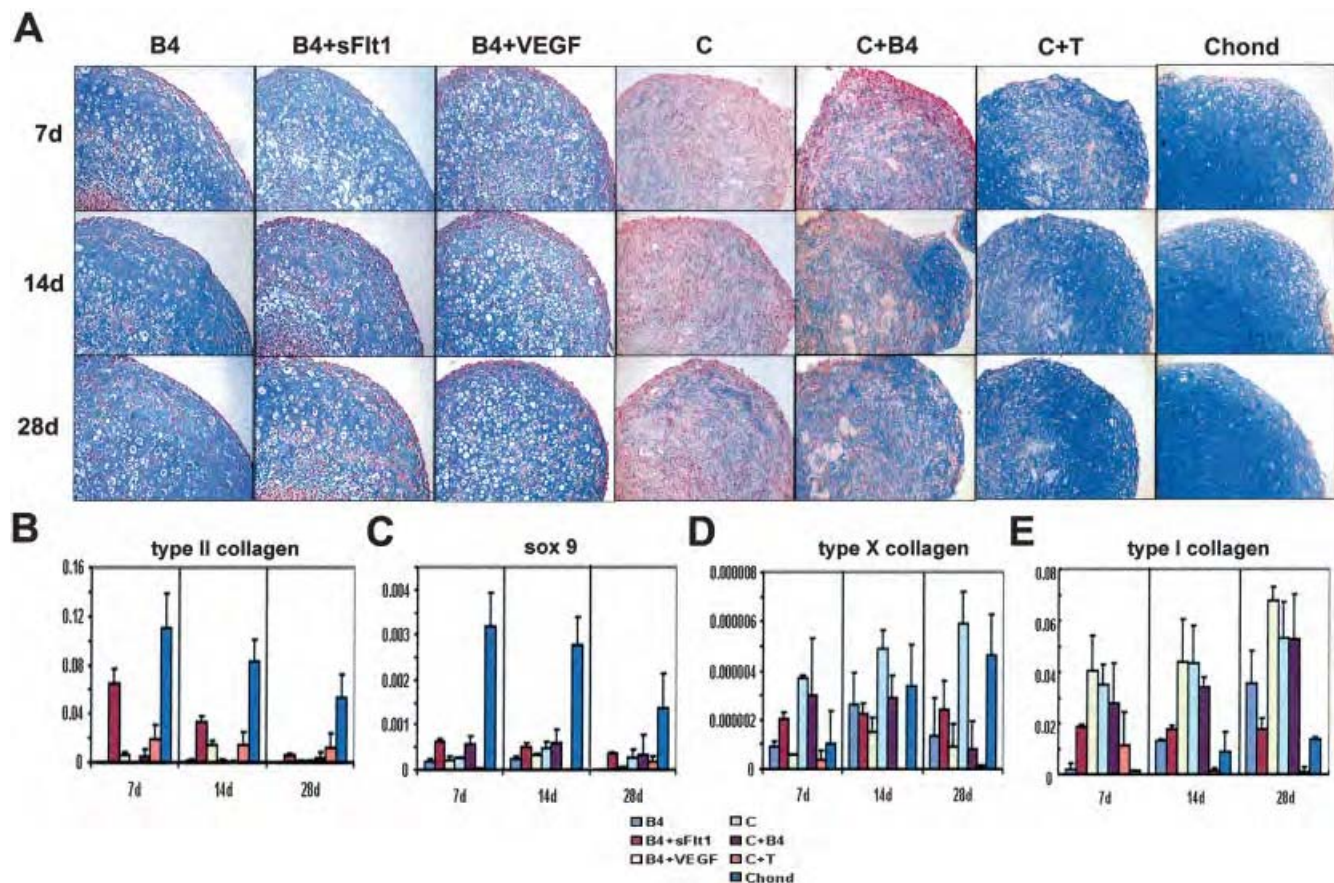 A
B4 B4+sFlt1 B4+VEGF C C+B4 C+T Chond
7d
14d
28d
B type II collagen
0.16
0.12
0.08
0.04
0
7d 14d 28d
C sox 9
0.004
0.003
0.002
0.001
0
7d 14d 28d
D type X collagen
0.000008
0.000006
0.000004
0.000002
0
7d 14d 28d
E type I collagen
0.08
0.06
0.04
0.02
0
7d 14d 28d
B4
B4+sFlt1
B4+VEGF
C
C+B4
C+T
Chond